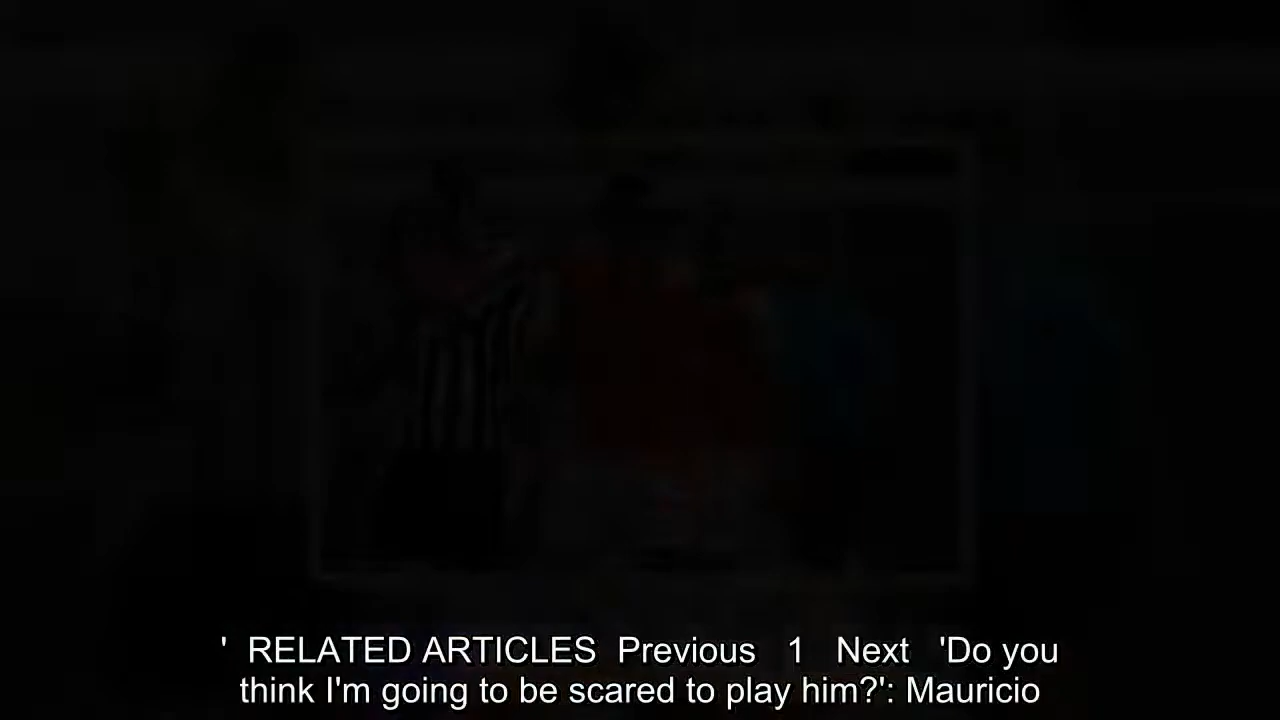 ' RELATED ARTICLES Previous 1 Next 'Do you
think I'm going to be scared to play him?': Mauricio